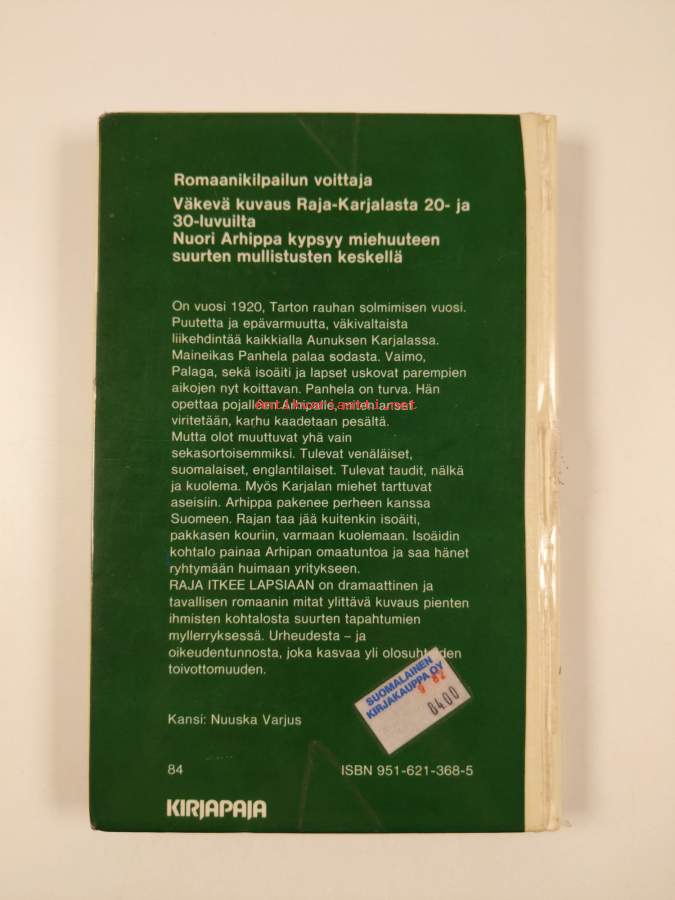 Romaanikilpailun voittaja
Väkevä kuvaus Raja-Karjalasta 20- ja
30-luvuilta
Nuori Arhippa kypsyy miehuuteen
suurten mullistusten keskellä
On vuosi 1920, Tarton rauhan solmimisen vuosi.
Puutetta ja epävarmuutta, väkivaltaista
liikehdintää kaikkialla Aunuksen Karjalassa.
Maineikas Panhela palaa sodasta. Vaimo,
Palaga, sekä isoäiti ja lapset uskovat parempien
aikojen nyt koittavan. Panhela on turva. Hän
opettaa pojalleen Arhipalle, miten ansat
viritetään, karhu kaadetaan pesältä.
Mutta olot muuttuvat yhä vain
sekasortoisemmiksi. Tulevat venäläiset,
suomalaiset, englantilaiset. Tulevat taudit, nälkä
ja kuolema. Myös Karjalan miehet tarttuvat
aseisiin. Arhippa pakenee perheen kanssa
Suomeen. Rajan taa jää kuitenkin isoäiti,
pakkasen kouriin, varmaan kuolemaan. Isoäidin
kohtalo painaa Arhipan omaatuntoa ja saa hänet
ryhtymään huimaan yritykseen.
RAJA ITKEE LAPSIAAN on dramaattinen ja
tavallisen romaanin mitat ylittävä kuvaus pienten
ihmisten kohtalosta suurten tapahtumien
myllerryksessä. Urheudesta – ja
oikeudentunnosta, joka kasvaa yli olosuhteiden
toivottomuuden.
SUOMALAINEN
KIRJAKAUPPA OY
82
8400
Kansi: Nuuska Varjus
84
ISBN 951-621-368-5
KIRJAPAJA